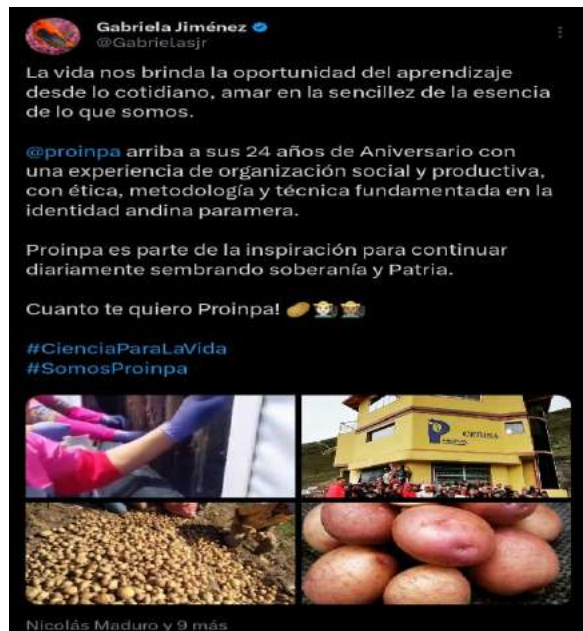 Gabriela Jiménez
@Gabrielasjr
La vida nos brinda la oportunidad del aprendizaje
desde lo cotidiano, amar en la sencillez de la esencia
de lo que somos.
@proinpa arriba a sus 24 años de Aniversario con
una experiencia de organización social y productiva,
con ética, metodología y técnica fundamentada en la
identidad andina paramera.
Proinpa es parte de la inspiración para continuar
diariamente sembrando soberanía y Patria.
Cuanto te quiero Proinpa! 🥔👩🏻‍🌾👨🏽‍🌾
#CienciaParaLaVida
#SomosProinpa
Nicolás Maduro y 9 más